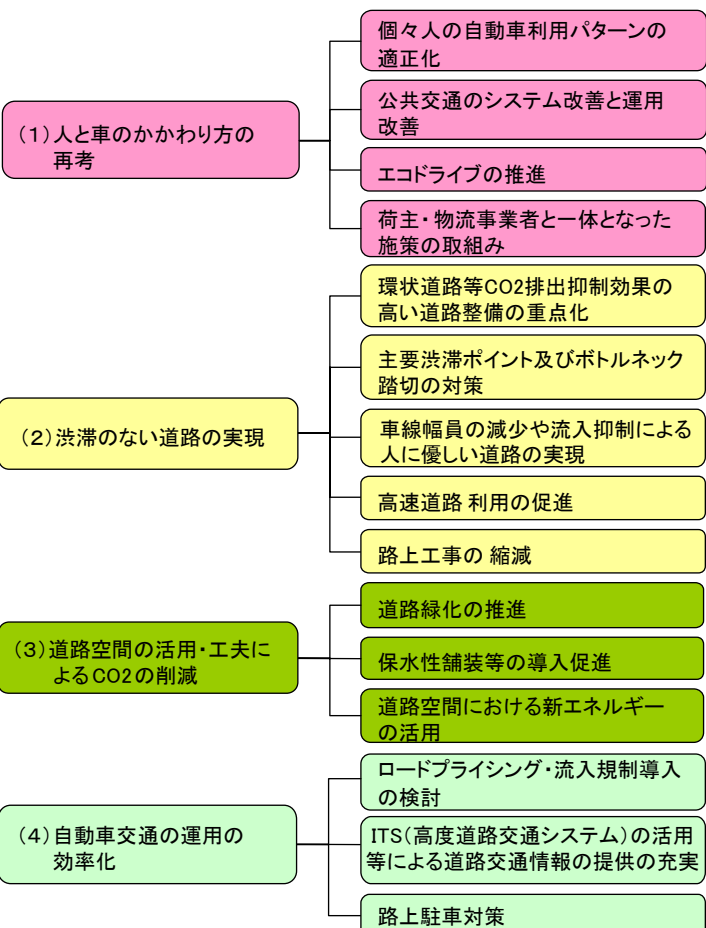 個々人の自動車利用パターンの
適正化
(1)人と車のかかわり方の
再考
公共交通のシステム改善と運用
改善
エコドライブの推進
荷主・物流事業者と一体となった
施策の取組み
環状道路等CO2排出抑制効果の
高い道路整備の重点化
主要渋滞ポイント及びボトルネック
踏切の対策
(2)渋滞のない道路の実現
車線幅員の減少や流入抑制による
人に優しい道路の実現
高速道路 利用の促進
路上工事の 縮減
道路緑化の推進
(3)道路空間の活用・工夫に
よるCO2の削減
保水性舗装等の導入促進
道路空間における新エネルギー
の活用
ロードプライシング・流入規制導入
の検討
(4)自動車交通の運用の
効率化
ITS(高度道路交通システム)の活用
等による道路交通情報の提供の充実
路上駐車対策